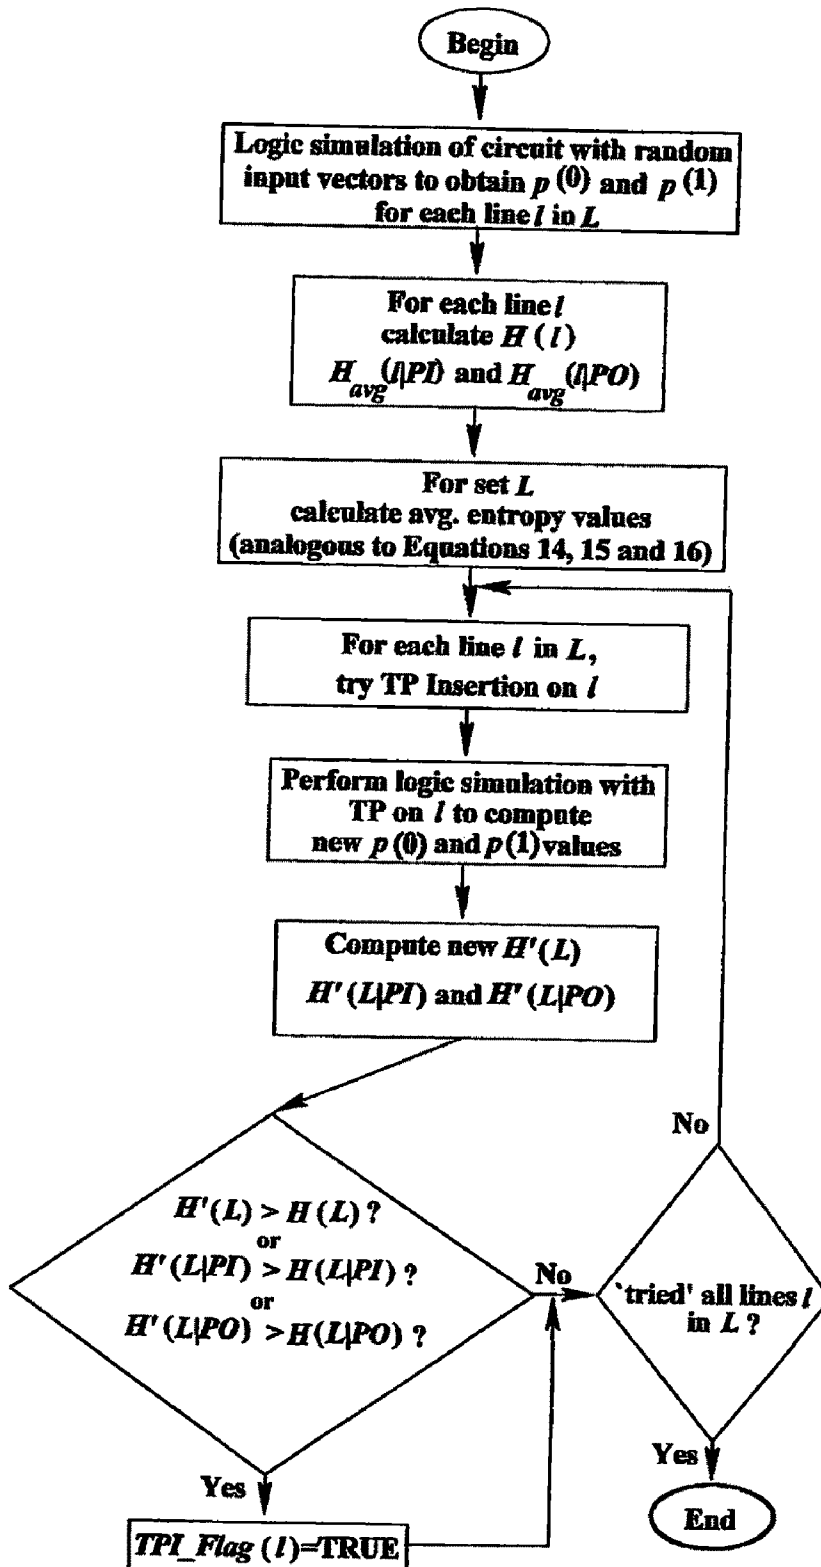 Begin
Logic simulation of circuit with random
input vectors to obtain p (0) and p (1)
for each line l in L
For each line l
calculate H (l)
H_avg(l|PI) and H_avg(l|PO)
For set L
calculate avg. entropy values
(analogous to Equations 14, 15 and 16)
For each line l in L,
try TP Insertion on l
Perform logic simulation with
TP on l to compute
new p (0) and p(1) values
Compute new H'(L)
H'(L|PI) and H'(L|PO)
H'(L) > H(L) ?
or
H'(L|PI) > H(L|PI) ?
or
H'(L|PO) > H(L|PO) ?
No
Yes
TPI_Flag (l)=TRUE
No
`tried' all lines l
in L ?
Yes
End